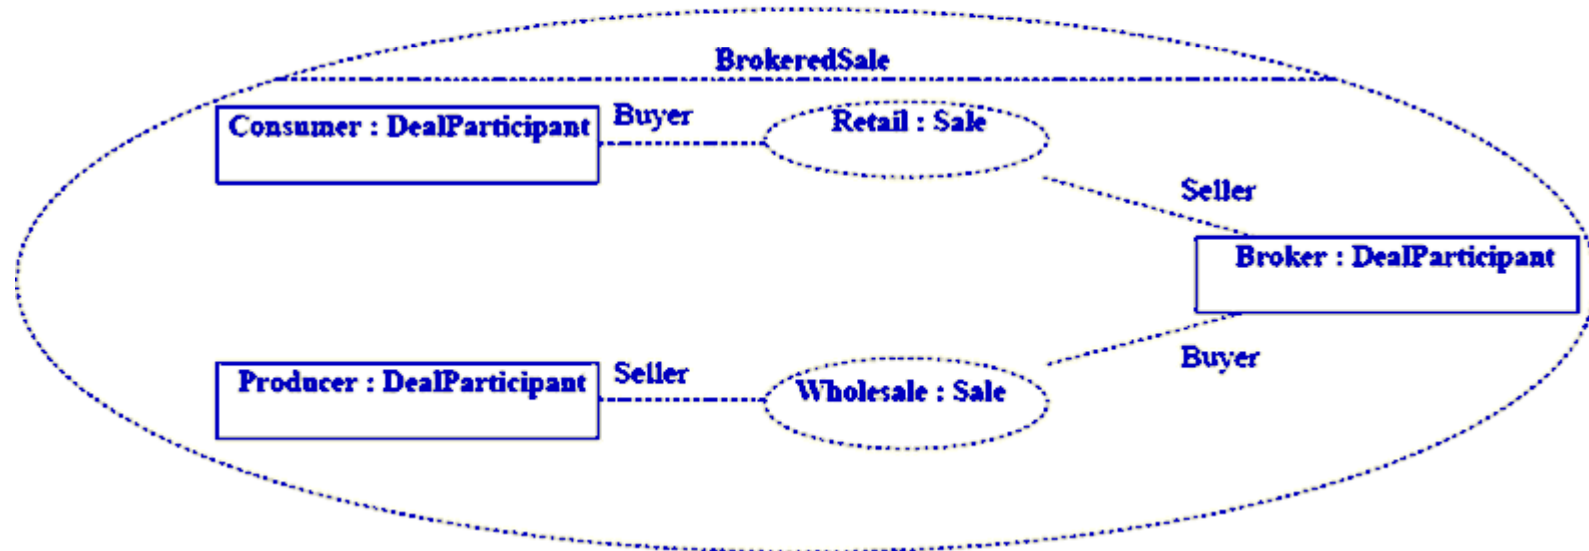 BrokeredSale
Consumer : DealParticipant
Buyer
Retail : Sale
Seller
Broker : DealParticipant
Producer : DealParticipant
Seller
Wholesale : Sale
Buyer